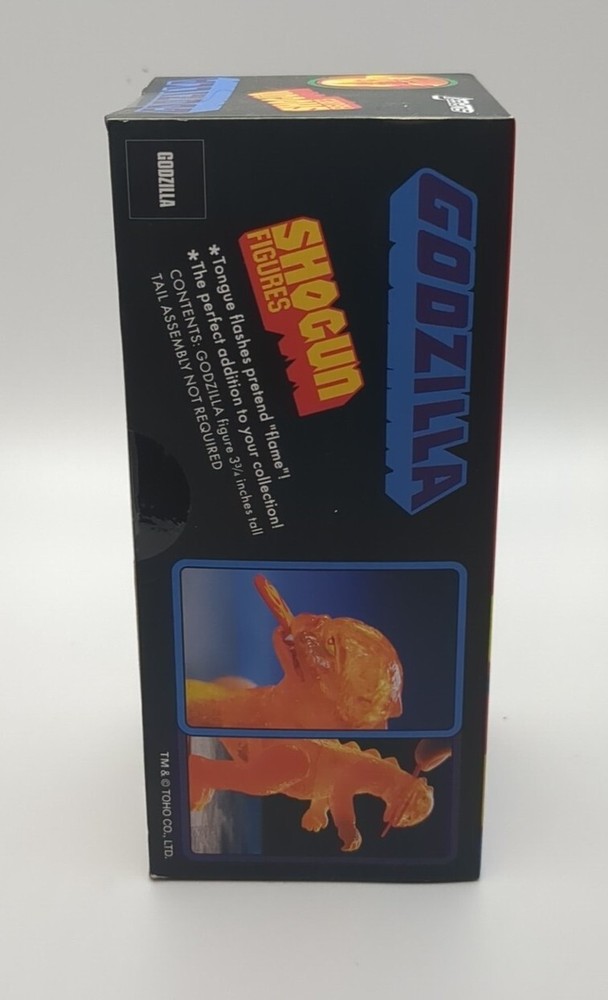 GODZILLA
GODZILLA
SHOGUN
FIGURES
*Tongue flashes pretend "flame"!
*The perfect addition to your collection!
CONTENTS: GODZILLA figure 3¾ inches tall
TAIL ASSEMBLY NOT REQUIRED
TM & © TOHO CO., LTD.